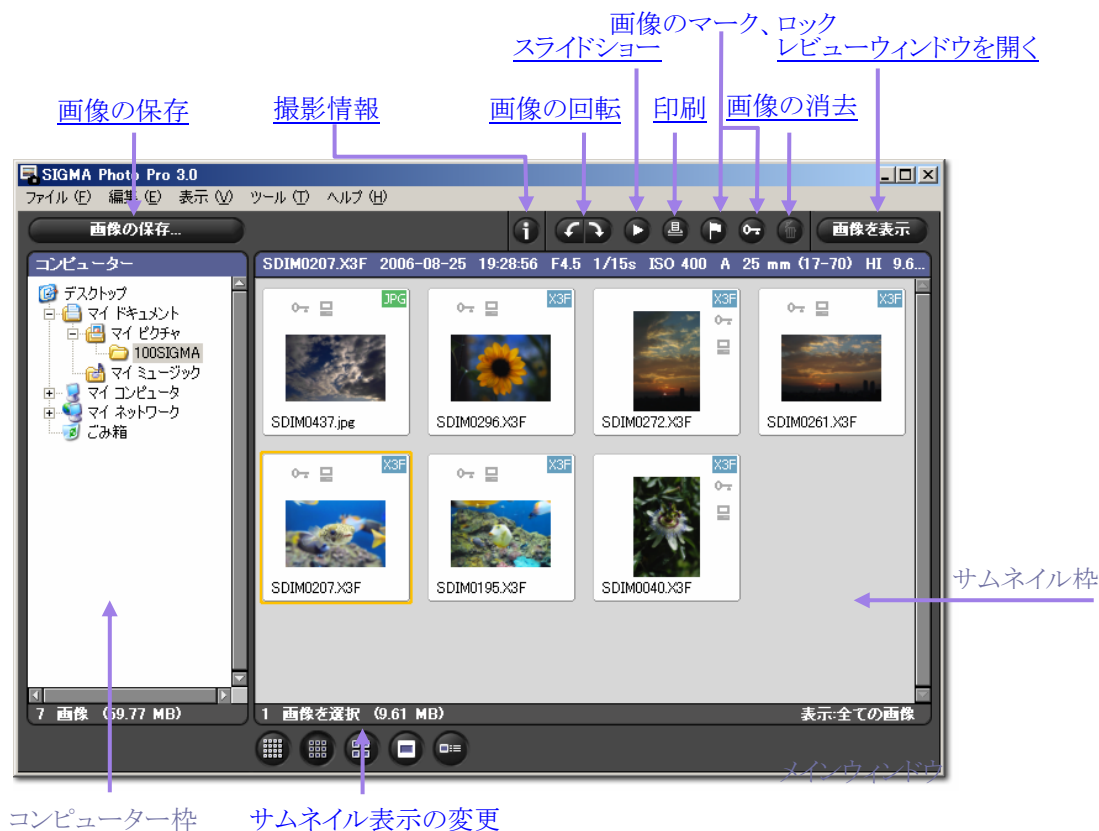 画像のマーク、ロック
スライドショー
レビューウィンドウを開く
画像の保存
撮影情報
画像の回転
印刷
画像の消去
SIGMA Photo Pro 3.0
ファイル (F) 編集 (E) 表示 (V) ツール (T) ヘルプ (H)
画像の保存...
画像を表示
コンピューター
SDIM0207.X3F 2006-08-25 19:28:56 F4.5 1/15s ISO 400 A 25 mm (17-70) HI 9.6...
デスクトップ
マイ ドキュメント
マイ ピクチャ
100SIGMA
マイ ミュージック
マイ コンピュータ
マイ ネットワーク
ごみ箱
JPG
X3F
X3F
X3F
SDIM0437.jpg
SDIM0296.X3F
SDIM0272.X3F
SDIM0261.X3F
X3F
X3F
X3F
SDIM0207.X3F
SDIM0195.X3F
SDIM0040.X3F
サムネイル枠
7 画像 (59.77 MB)
1 画像を選択 (9.61 MB)
表示:全ての画像
メインウィンドウ
コンピューター枠
サムネイル表示の変更